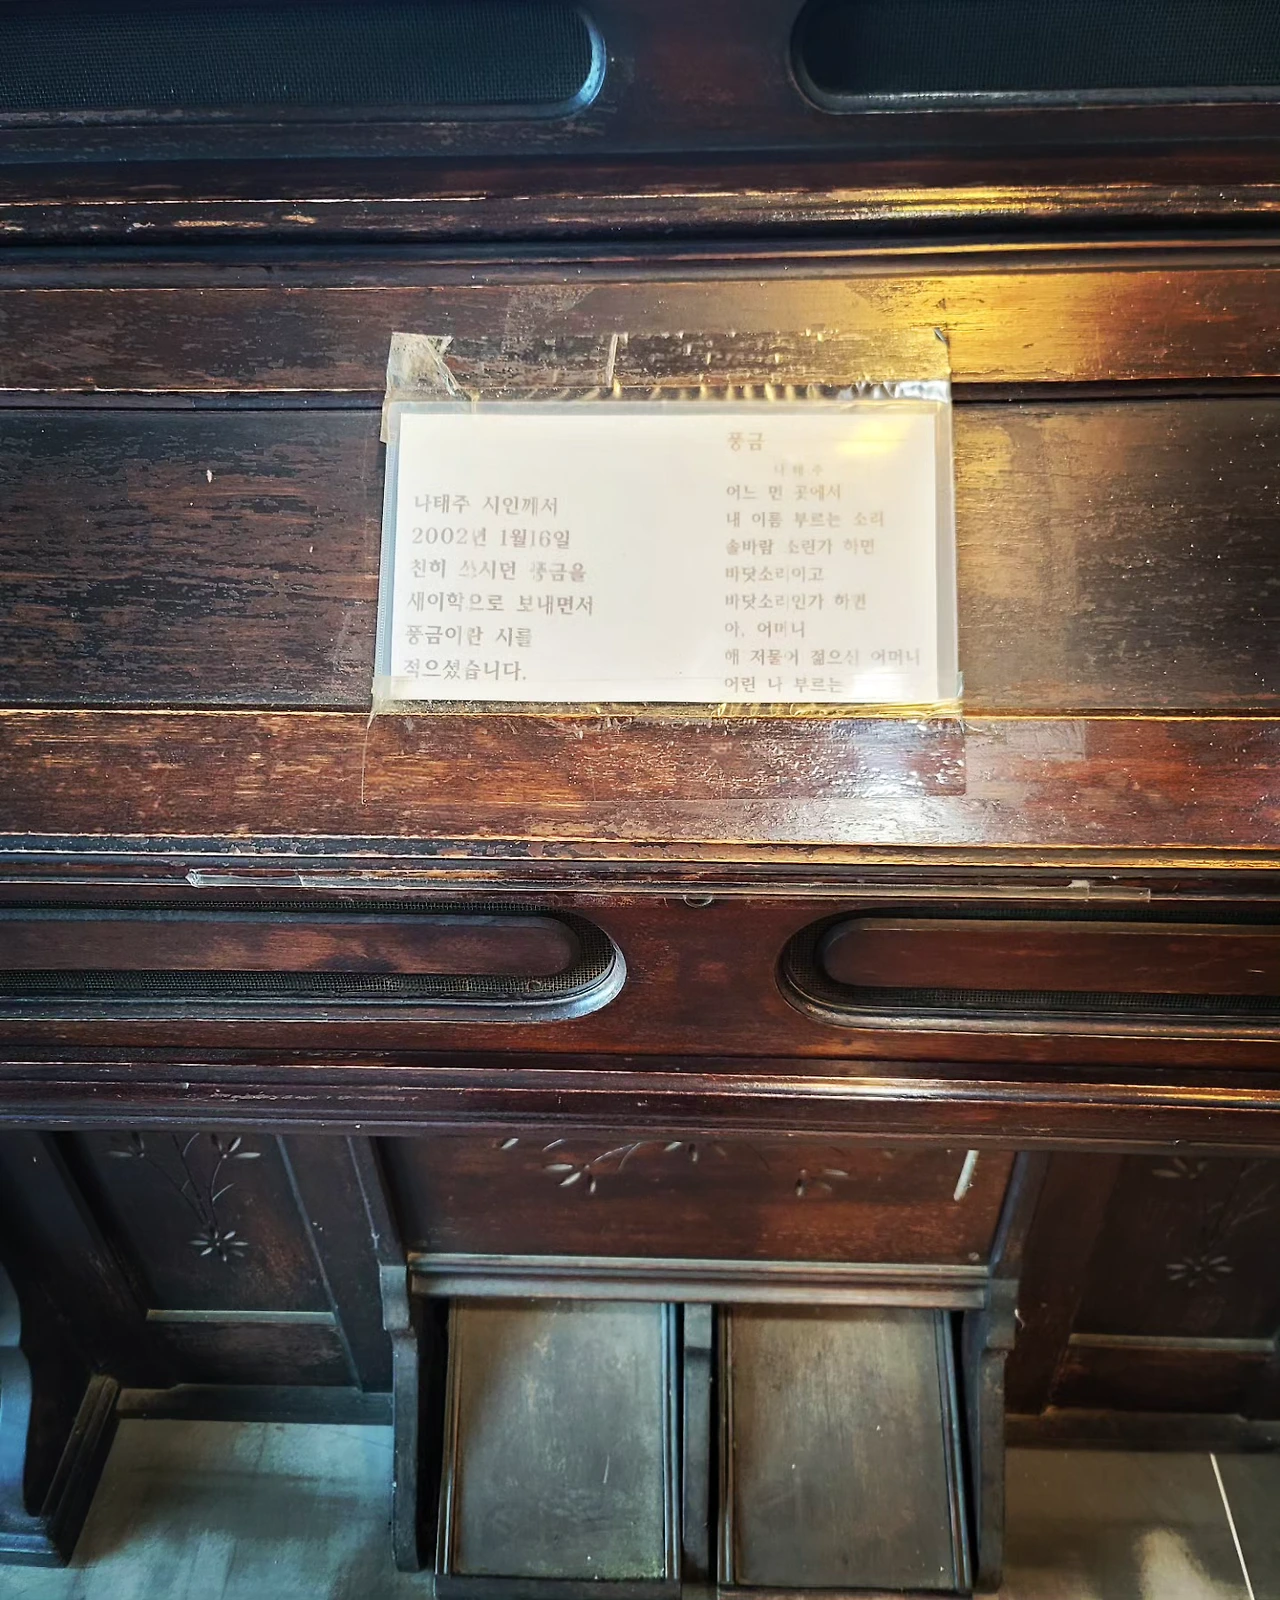 나태주 시인께서
2002년 1월16일
친히 쓰시던 풍금을
새이학으로 보내면서
풍금이란 시를
적으셨습니다.
풍금
나태주
어느 먼 곳에서
내 이름 부르는 소리
솔바람 소린가 하면
바닷소리이고
바닷소리인가 하면
아, 어머니
해 저물어 젊으신 어머니
어린 나 부르는